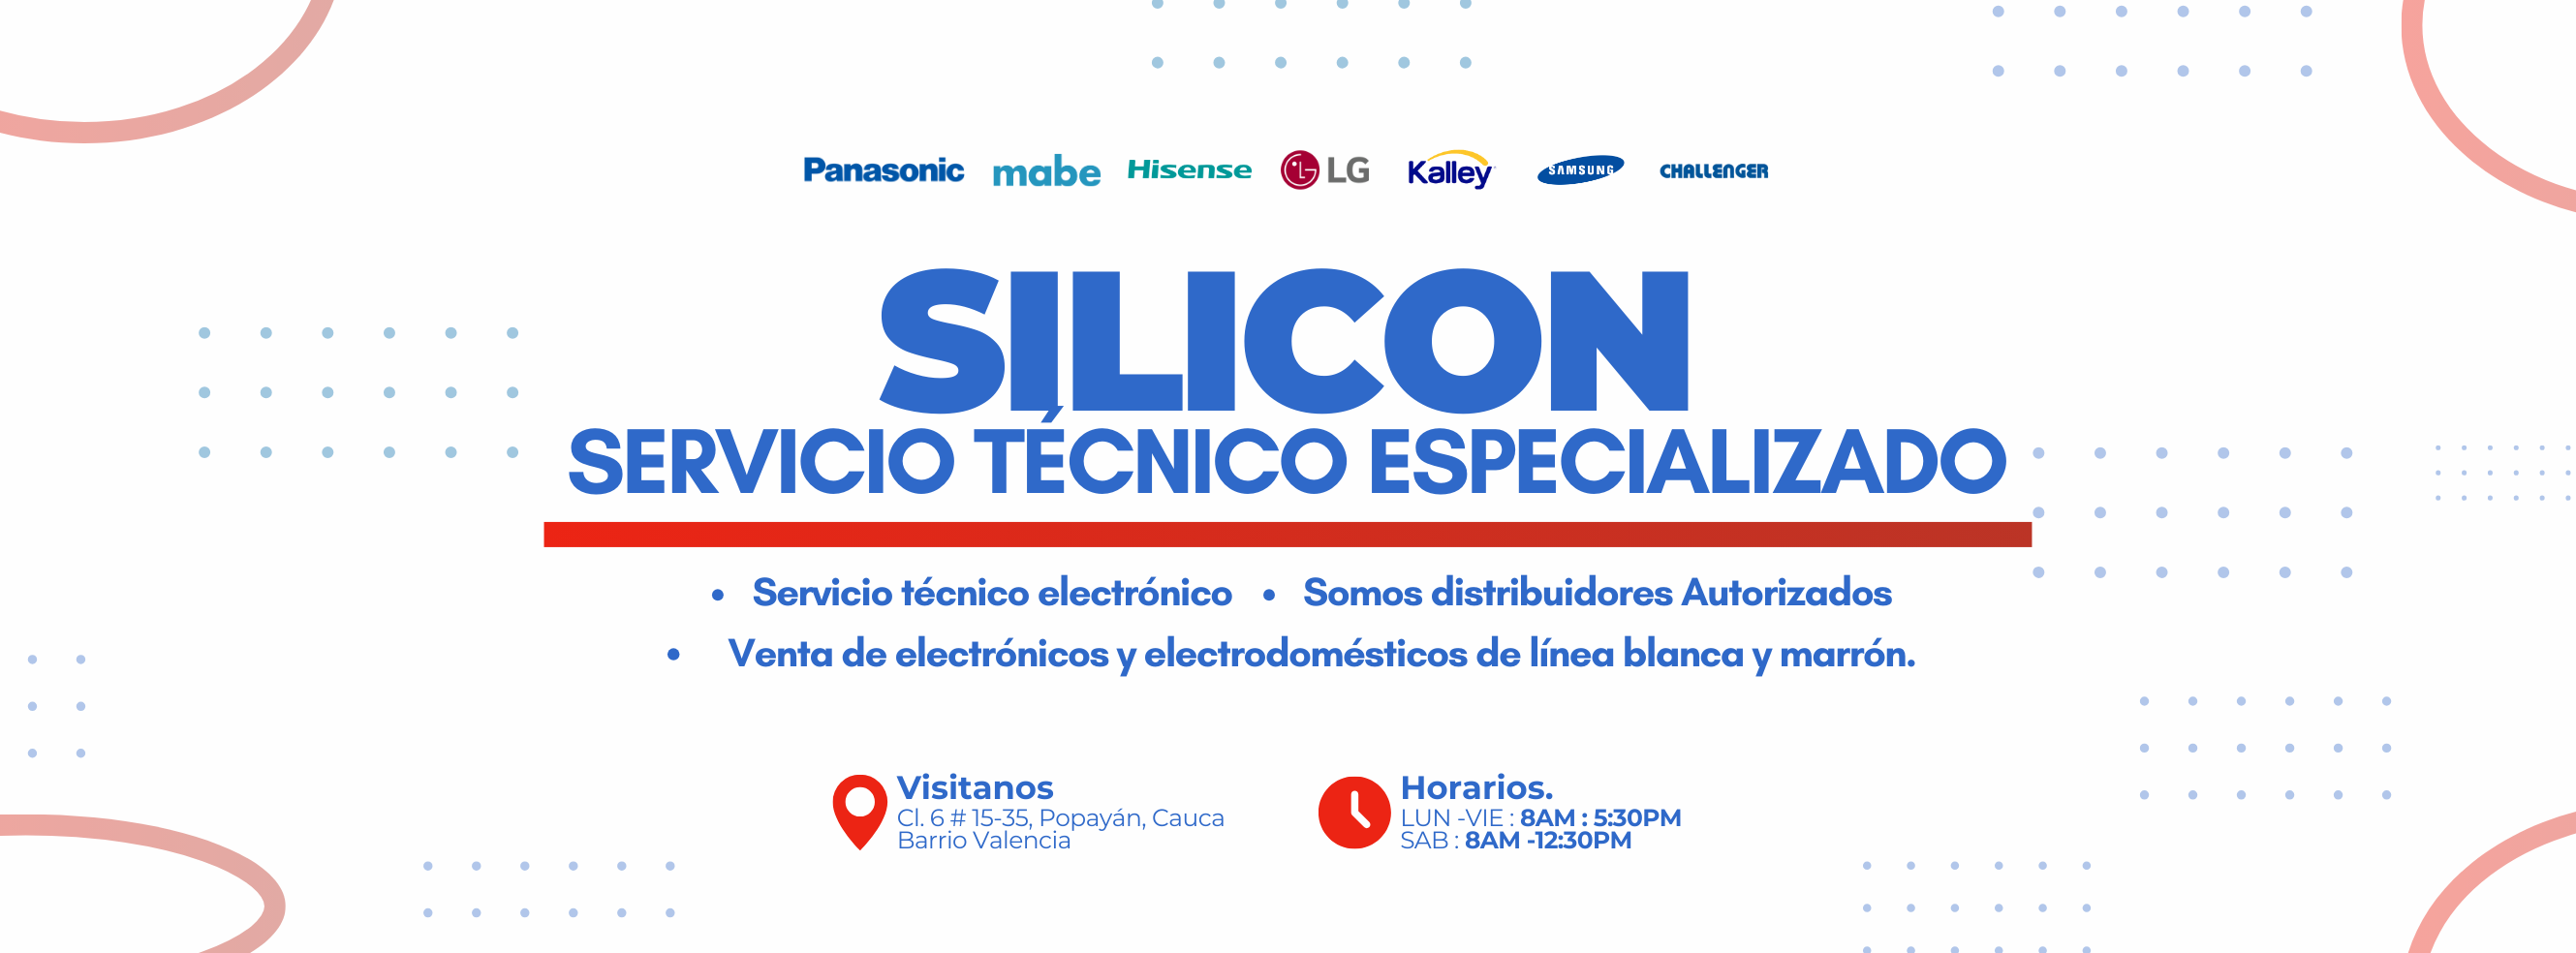 Panasonic mabe Hisense LG Kalley SAMSUNG CHALLENGER
SILICON
SERVICIO TÉCNICO ESPECIALIZADO
• Servicio técnico electrónico • Somos distribuidores Autorizados
• Venta de electrónicos y electrodomésticos de línea blanca y marrón.
Visitanos
Cl. 6 # 15-35, Popayán, Cauca
Barrio Valencia
Horarios.
LUN -VIE : 8AM : 5:30PM
SAB : 8AM -12:30PM